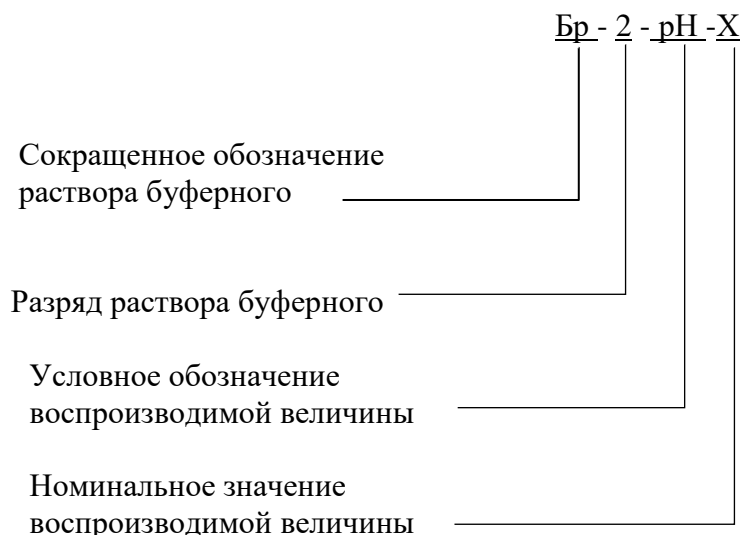 Бр - 2 - рН -Х
Сокращенное обозначение
раствора буферного
Разряд раствора буферного
Условное обозначение
воспроизводимой величины
Номинальное значение
воспроизводимой величины